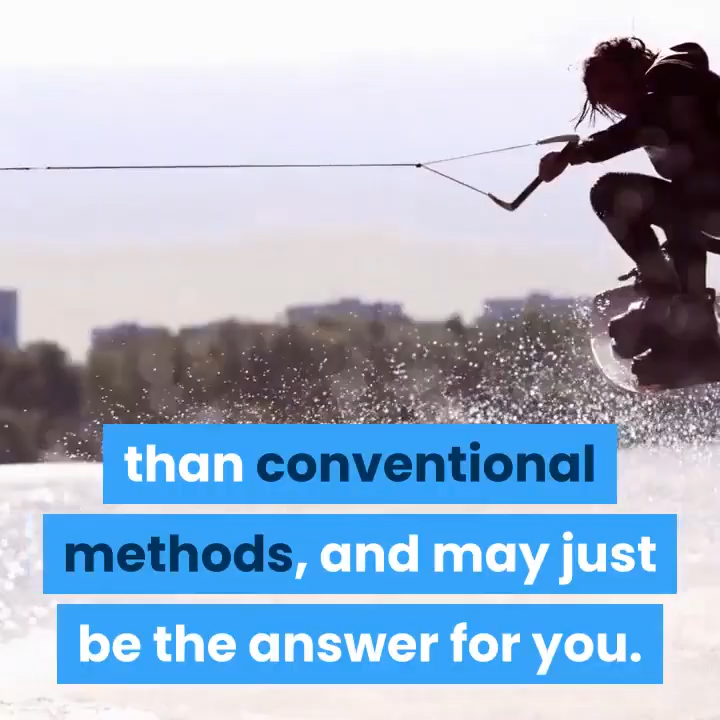 than conventional
methods, and may just
be the answer for you.